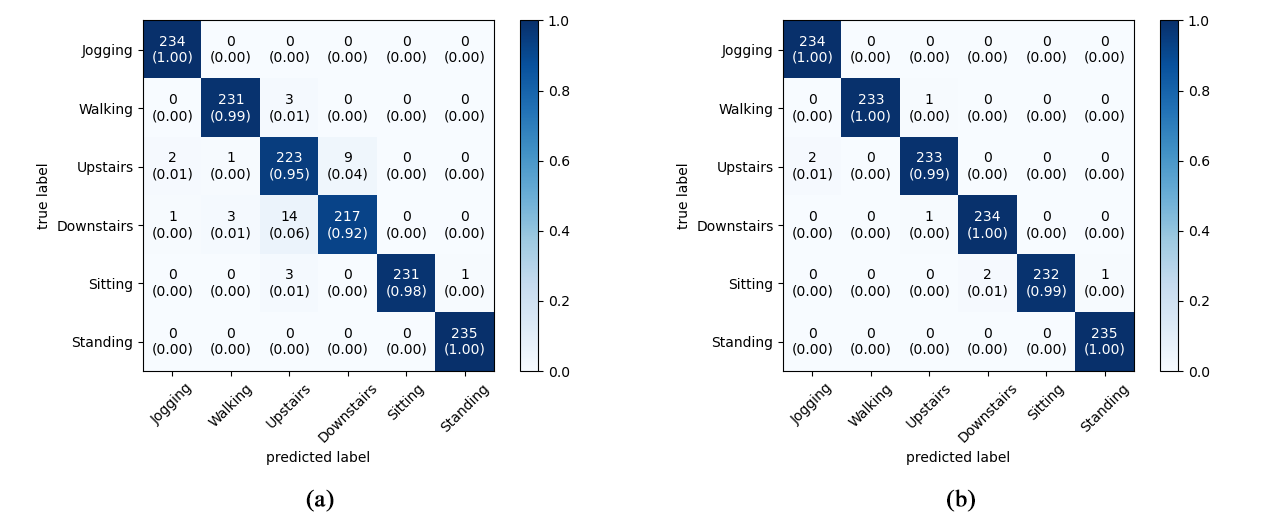 Jogging 234 0 0 0 0 0
(1.00) (0.00) (0.00) (0.00) (0.00) (0.00)
Walking 0 231 3 0 0 0
(0.00) (0.99) (0.01) (0.00) (0.00) (0.00)
Upstairs 2 1 223 9 0 0
(0.01) (0.00) (0.95) (0.04) (0.00) (0.00)
Downstairs 1 3 14 217 0 0
(0.00) (0.01) (0.06) (0.92) (0.00) (0.00)
Sitting 0 0 3 0 231 1
(0.00) (0.00) (0.01) (0.00) (0.98) (0.00)
Standing 0 0 0 0 0 235
(0.00) (0.00) (0.00) (0.00) (0.00) (1.00)
true label
Jogging Walking Upstairs Downstairs Sitting Standing
predicted label
1.0
0.8
0.6
0.4
0.2
0.0
(a)
Jogging 234 0 0 0 0 0
(1.00) (0.00) (0.00) (0.00) (0.00) (0.00)
Walking 0 233 1 0 0 0
(0.00) (1.00) (0.00) (0.00) (0.00) (0.00)
Upstairs 2 0 233 0 0 0
(0.01) (0.00) (0.99) (0.00) (0.00) (0.00)
Downstairs 0 0 1 234 0 0
(0.00) (0.00) (0.00) (1.00) (0.00) (0.00)
Sitting 0 0 0 2 232 1
(0.00) (0.00) (0.00) (0.01) (0.99) (0.00)
Standing 0 0 0 0 0 235
(0.00) (0.00) (0.00) (0.00) (0.00) (1.00)
true label
Jogging Walking Upstairs Downstairs Sitting Standing
predicted label
1.0
0.8
0.6
0.4
0.2
0.0
(b)